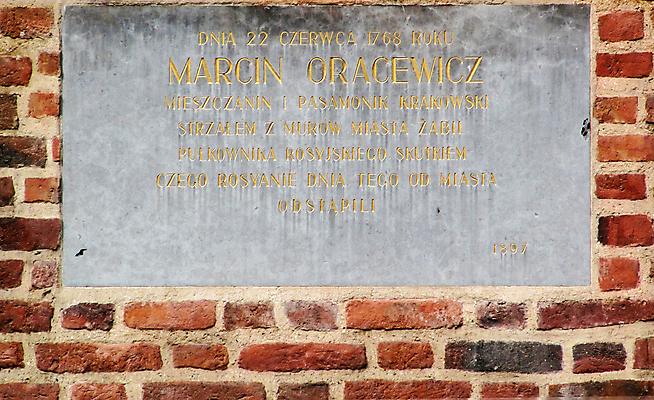 DNIA 22 CZERWCA 1768 ROKU
MARCIN ORACEWICZ
MIESZCZANIN I PASAMONIK KRAKOWSKI
STRZAŁEM Z MURÓW MIASTA ZABIŁ
PUŁKOWNIKA ROSYJSKIEGO SKUTKIEM
CZEGO ROSYANIE DNIA TEGO OD MIASTA
ODSTĄPILI
1897